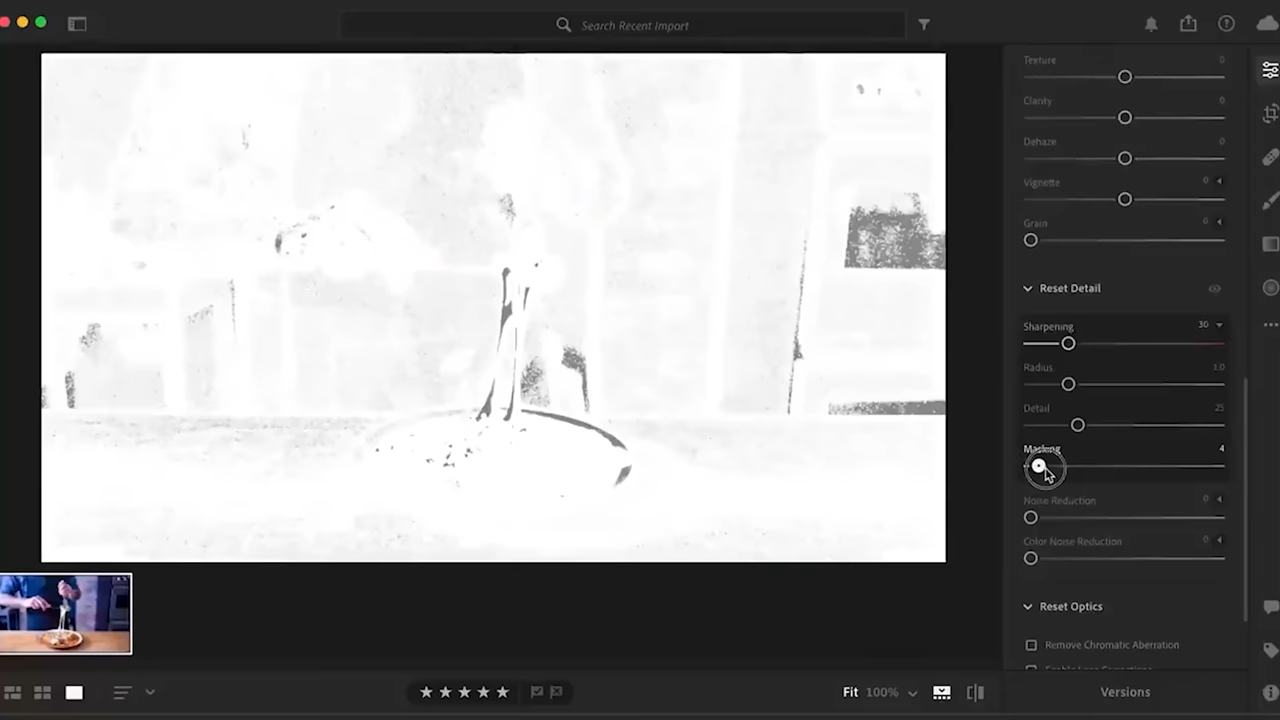 Search Recent Import
Texture 0
Clarity 0
Dehaze 0
Vignette 0
Grain 0
Reset Detail
Sharpening 30
Radius 1.0
Detail 25
Masking 4
Noise Reduction 0
Color Noise Reduction 0
Reset Optics
Remove Chromatic Aberration
Fit 100%
Versions